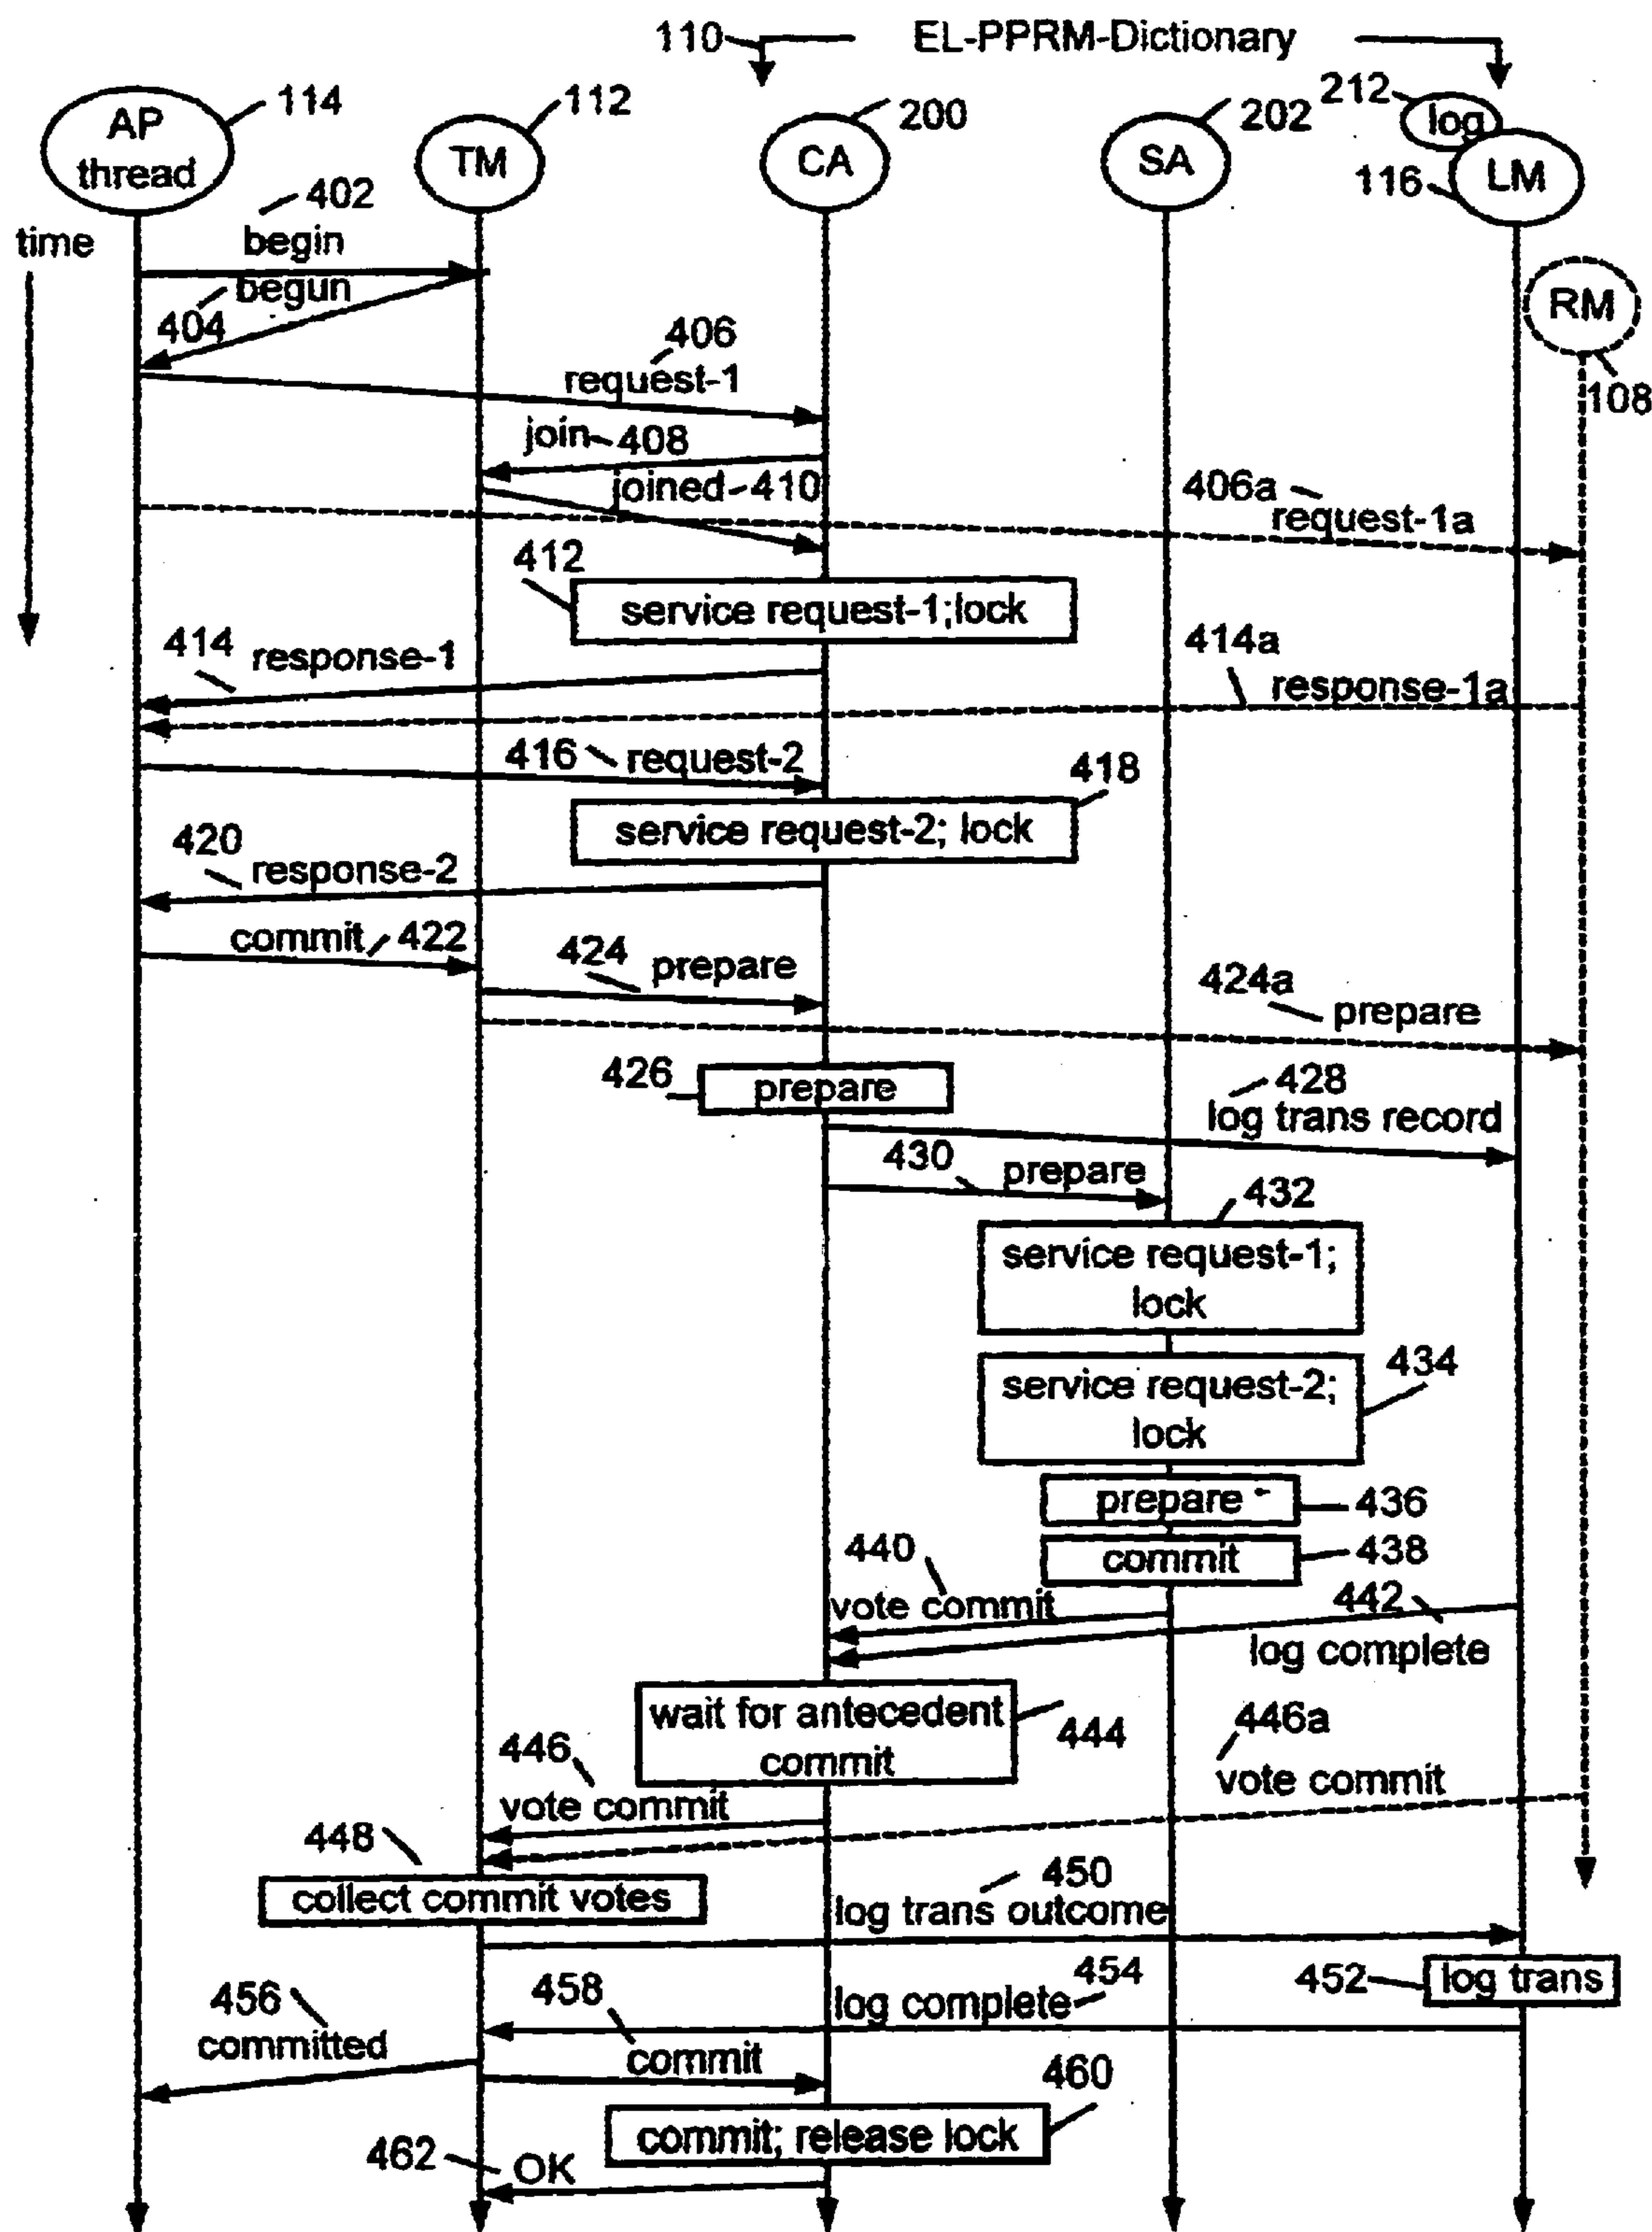 110 EL-PPRM-Dictionary
AP thread 114
TM 112
CA 200
SA 202
212 log
116 LM
time
402
begin
RM
108
begun
404
406
request-1
join 408
joined 410
406a
request-1a
412
service request-1;lock
414 response-1
414a
response-1a
416 request-2
418
service request-2; lock
420
response-2
commit 422
424 prepare
424a
prepare
426 prepare
428
log trans record
430 prepare
432
service request-1;
lock
434
service request-2;
lock
prepare 436
commit 438
440
vote commit
442
log complete
wait for antecedent
commit
444
446
vote commit
446a
vote commit
448
collect commit votes
450
log trans outcome
452 log trans
454
log complete
456
committed
458
commit
460
commit; release lock
462 OK